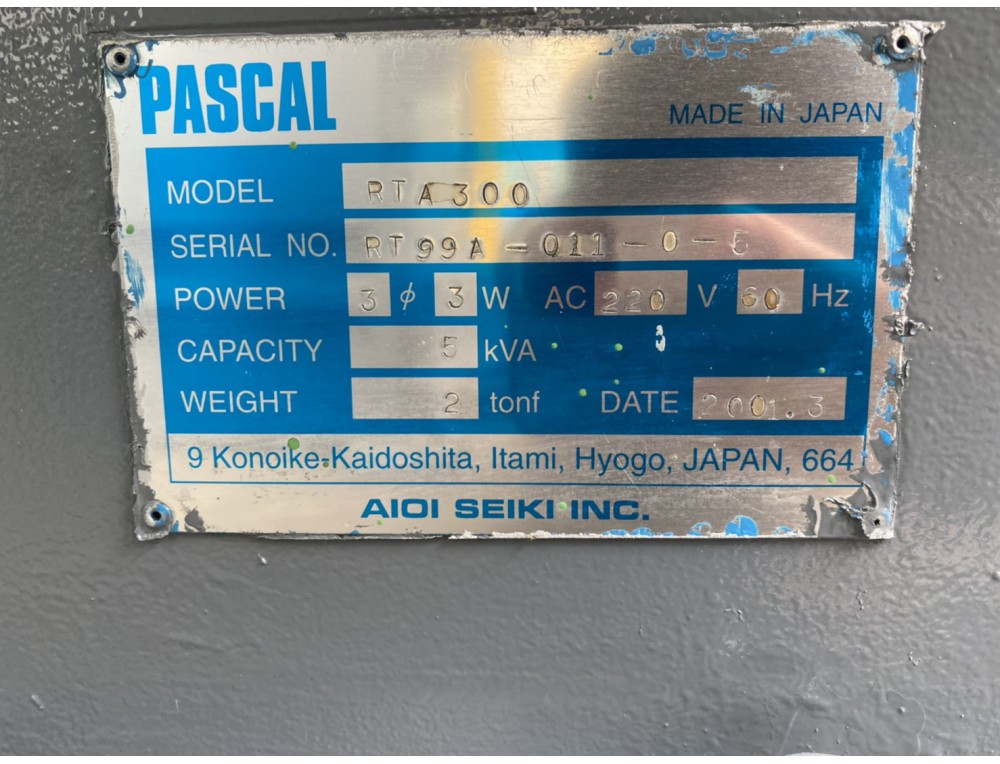 PASCAL
MADE IN JAPAN
MODEL RTA300
SERIAL NO. RT99A-011-0-5
POWER 3 φ 3 W AC 220 V 60 Hz
CAPACITY 5 kVA
WEIGHT 2 tonf DATE 2001.3
9 Konoike-Kaidoshita, Itami, Hyogo, JAPAN, 664
AIOI SEIKI INC.